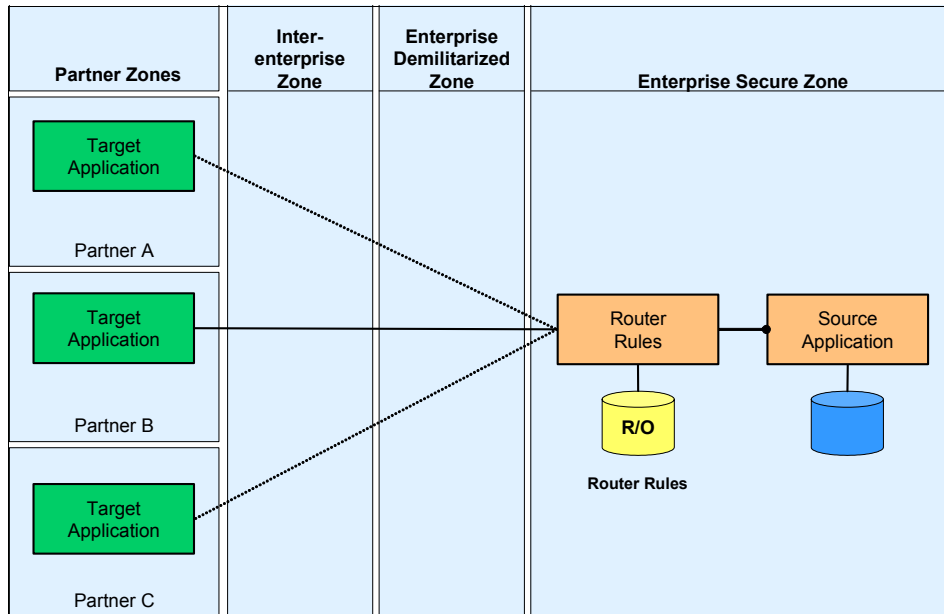 Partner Zones
Inter-
enterprise
Zone
Enterprise
Demilitarized
Zone
Enterprise Secure Zone
Target
Application
Partner A
Target
Application
Partner B
Target
Application
Partner C
Router
Rules
Source
Application
R/O
Router Rules